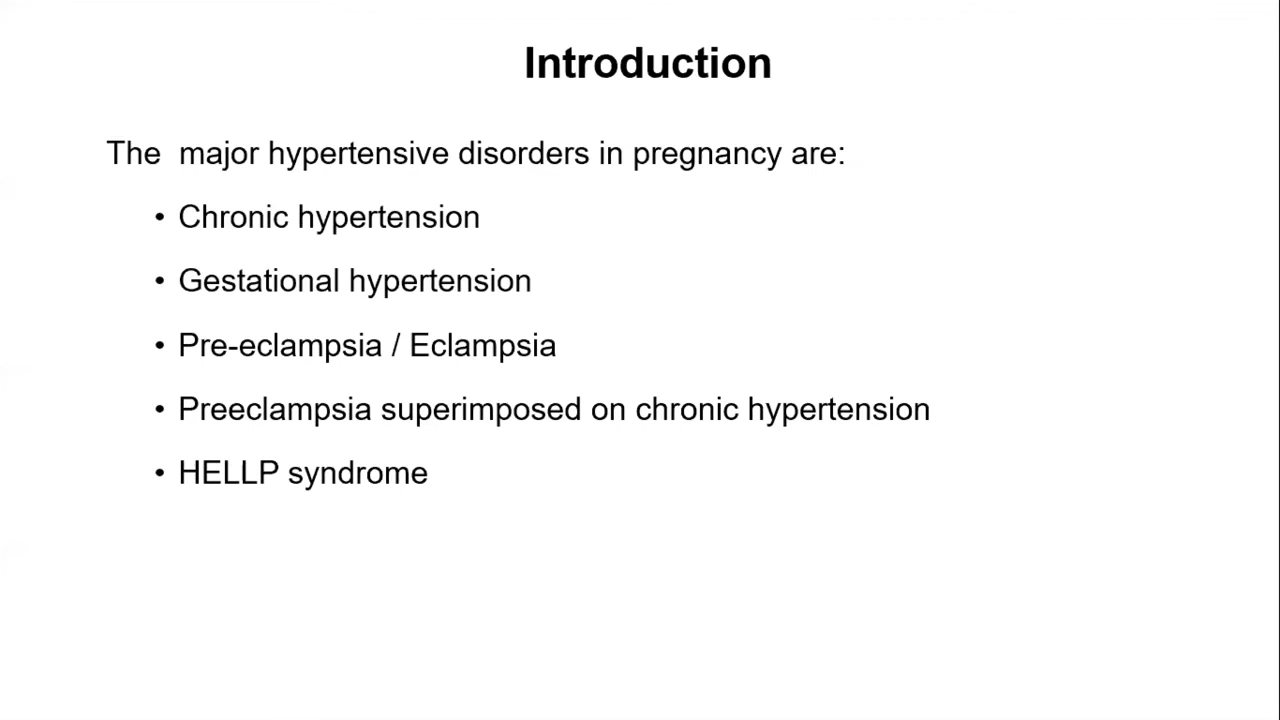 Introduction
The  major hypertensive disorders in pregnancy are:
• Chronic hypertension
• Gestational hypertension
• Pre-eclampsia / Eclampsia
• Preeclampsia superimposed on chronic hypertension
• HELLP syndrome